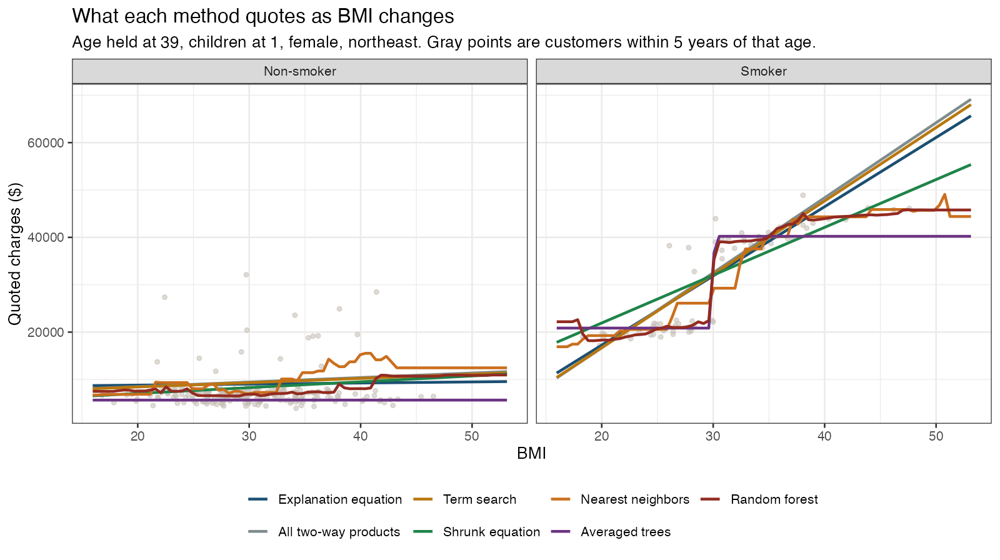 What each method quotes as BMI changes
Age held at 39, children at 1, female, northeast. Gray points are customers within 5 years of that age.
Non-smoker
Smoker
Quoted charges ($)
60000
40000
20000
20
30
40
50
20
30
40
50
BMI
Explanation equation
Term search
Nearest neighbors
Random forest
All two-way products
Shrunk equation
Averaged trees